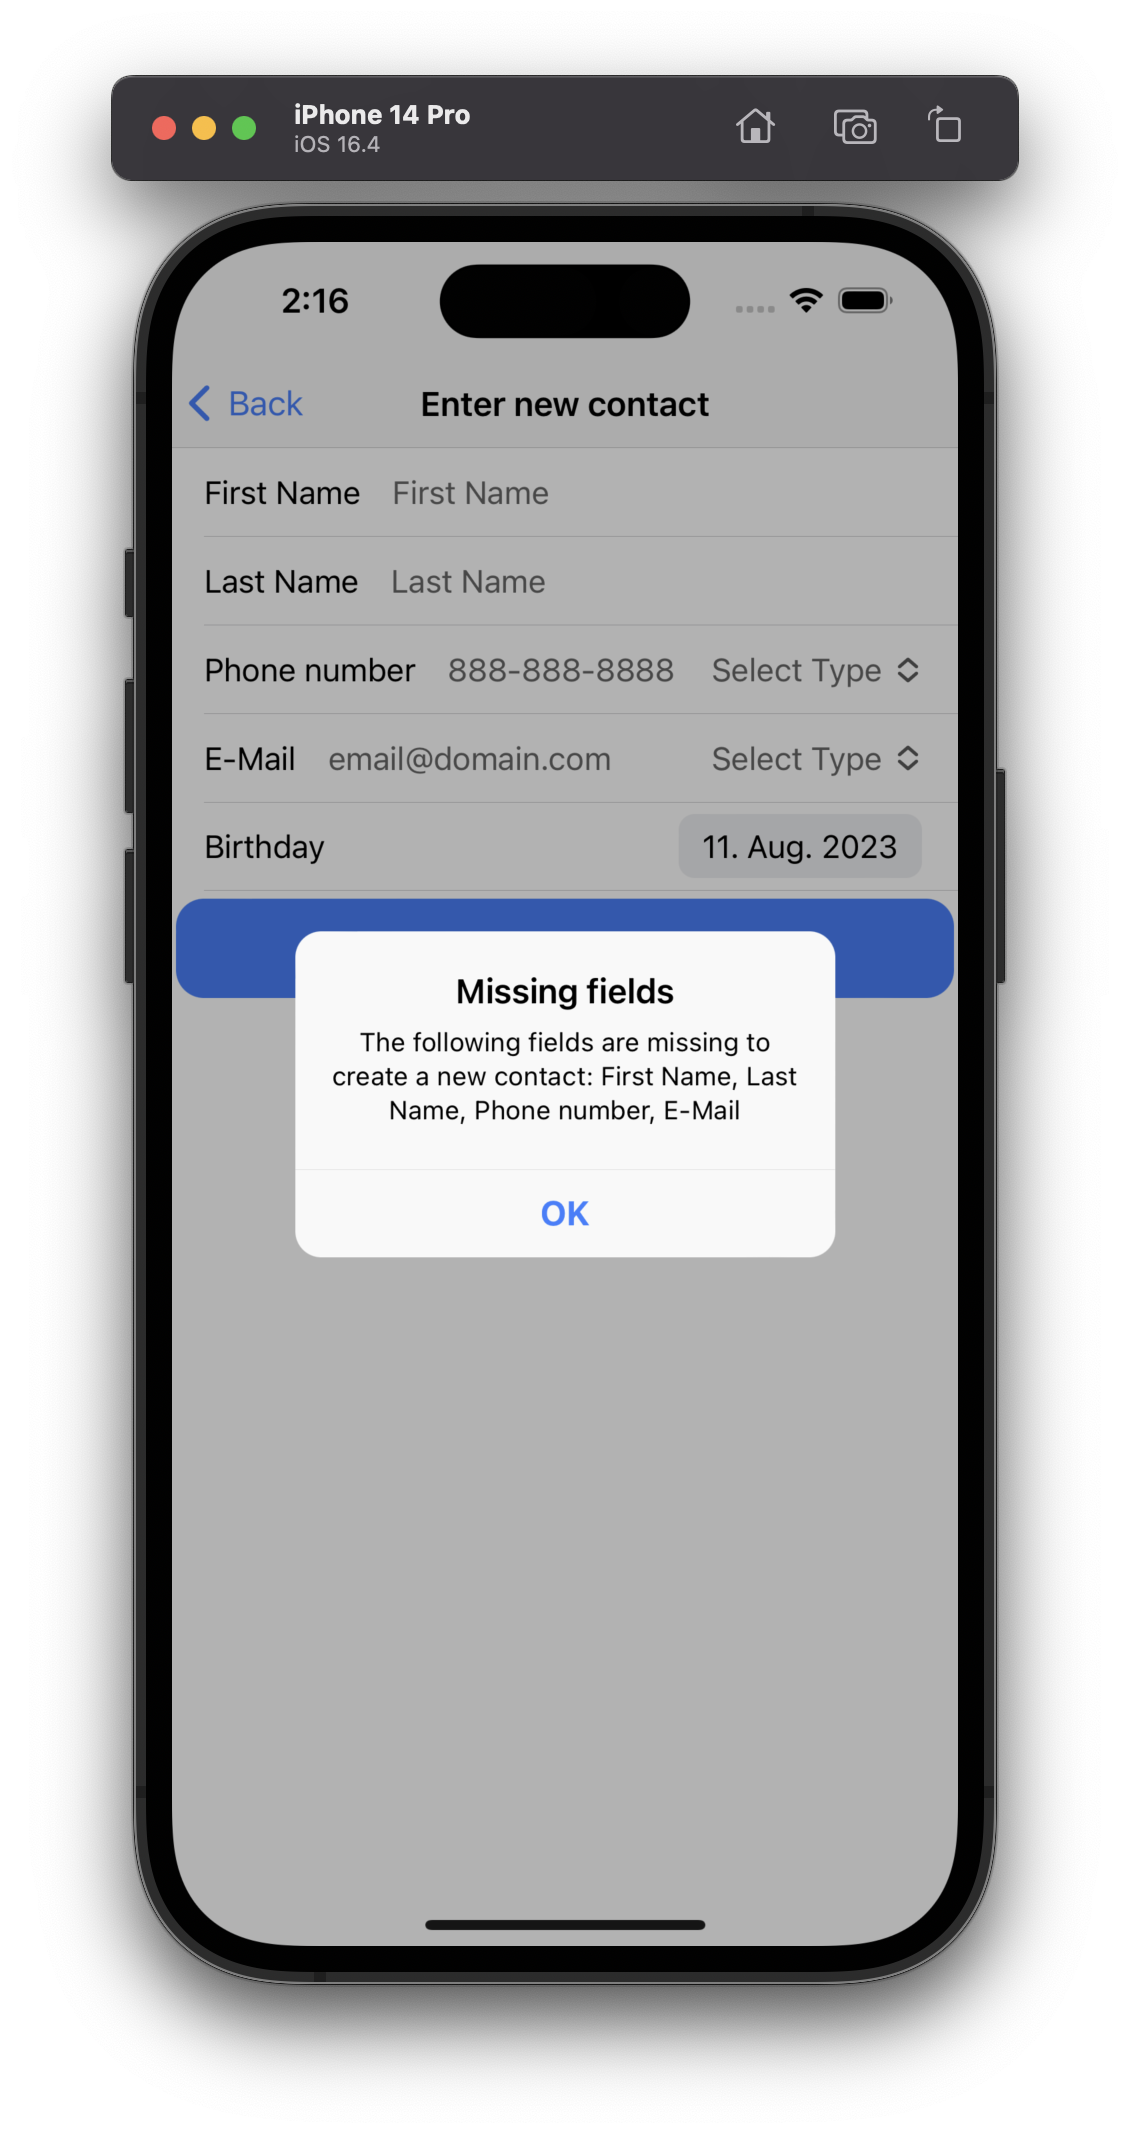 iPhone 14 Pro
iOS 16.4
2:16
Back
Enter new contact
First Name First Name
Last Name Last Name
Phone number 888-888-8888 Select Type
E-Mail email@domain.com Select Type
Birthday 11. Aug. 2023
Missing fields
The following fields are missing to
create a new contact: First Name, Last
Name, Phone number, E-Mail
OK